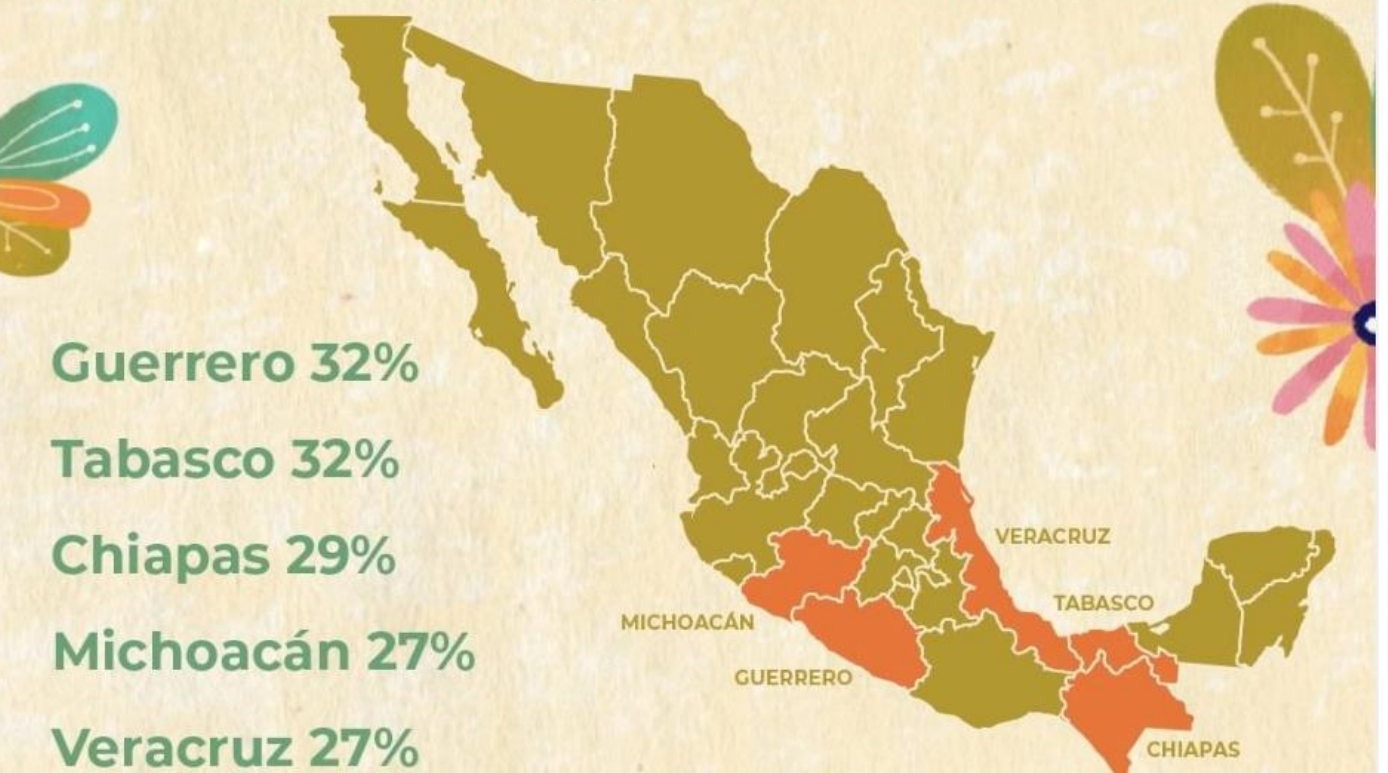 Guerrero 32%
Tabasco 32%
Chiapas 29%
Michoacán 27%
Veracruz 27%
VERACRUZ
TABASCO
MICHOACÁN
GUERRERO
CHIAPAS